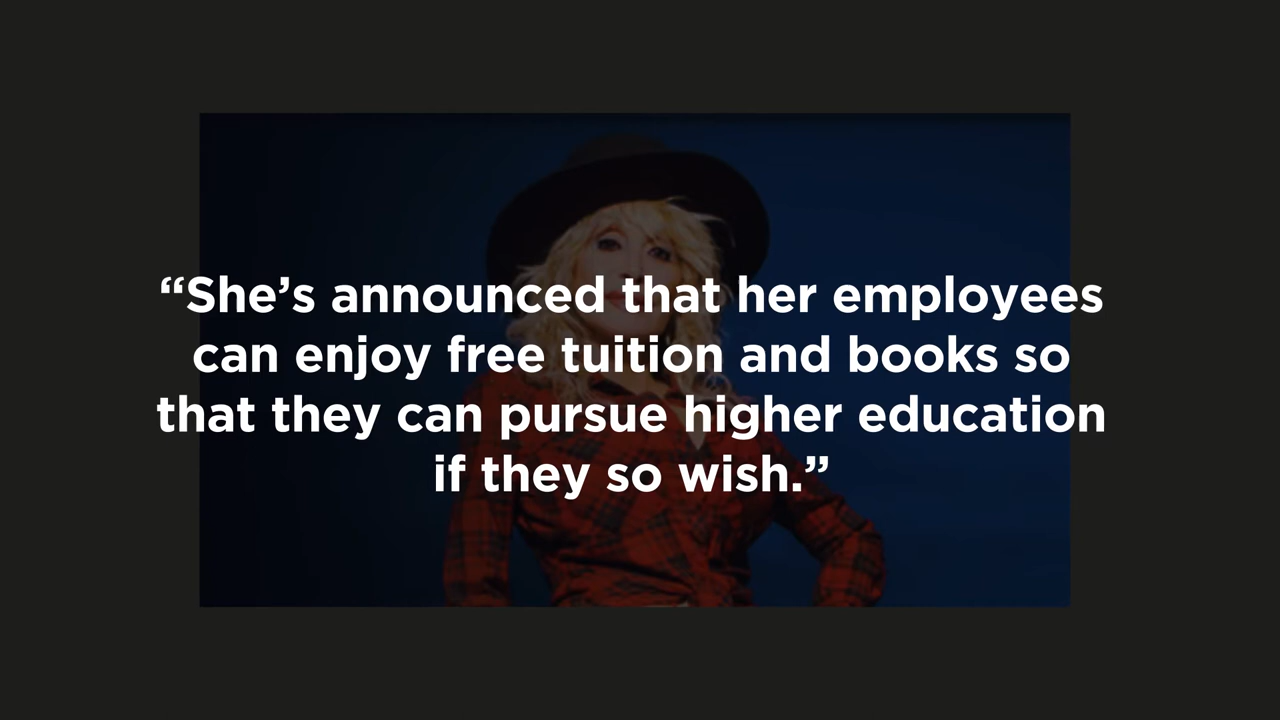 “She’s announced that her employees
can enjoy free tuition and books so
that they can pursue higher education
if they so wish.”